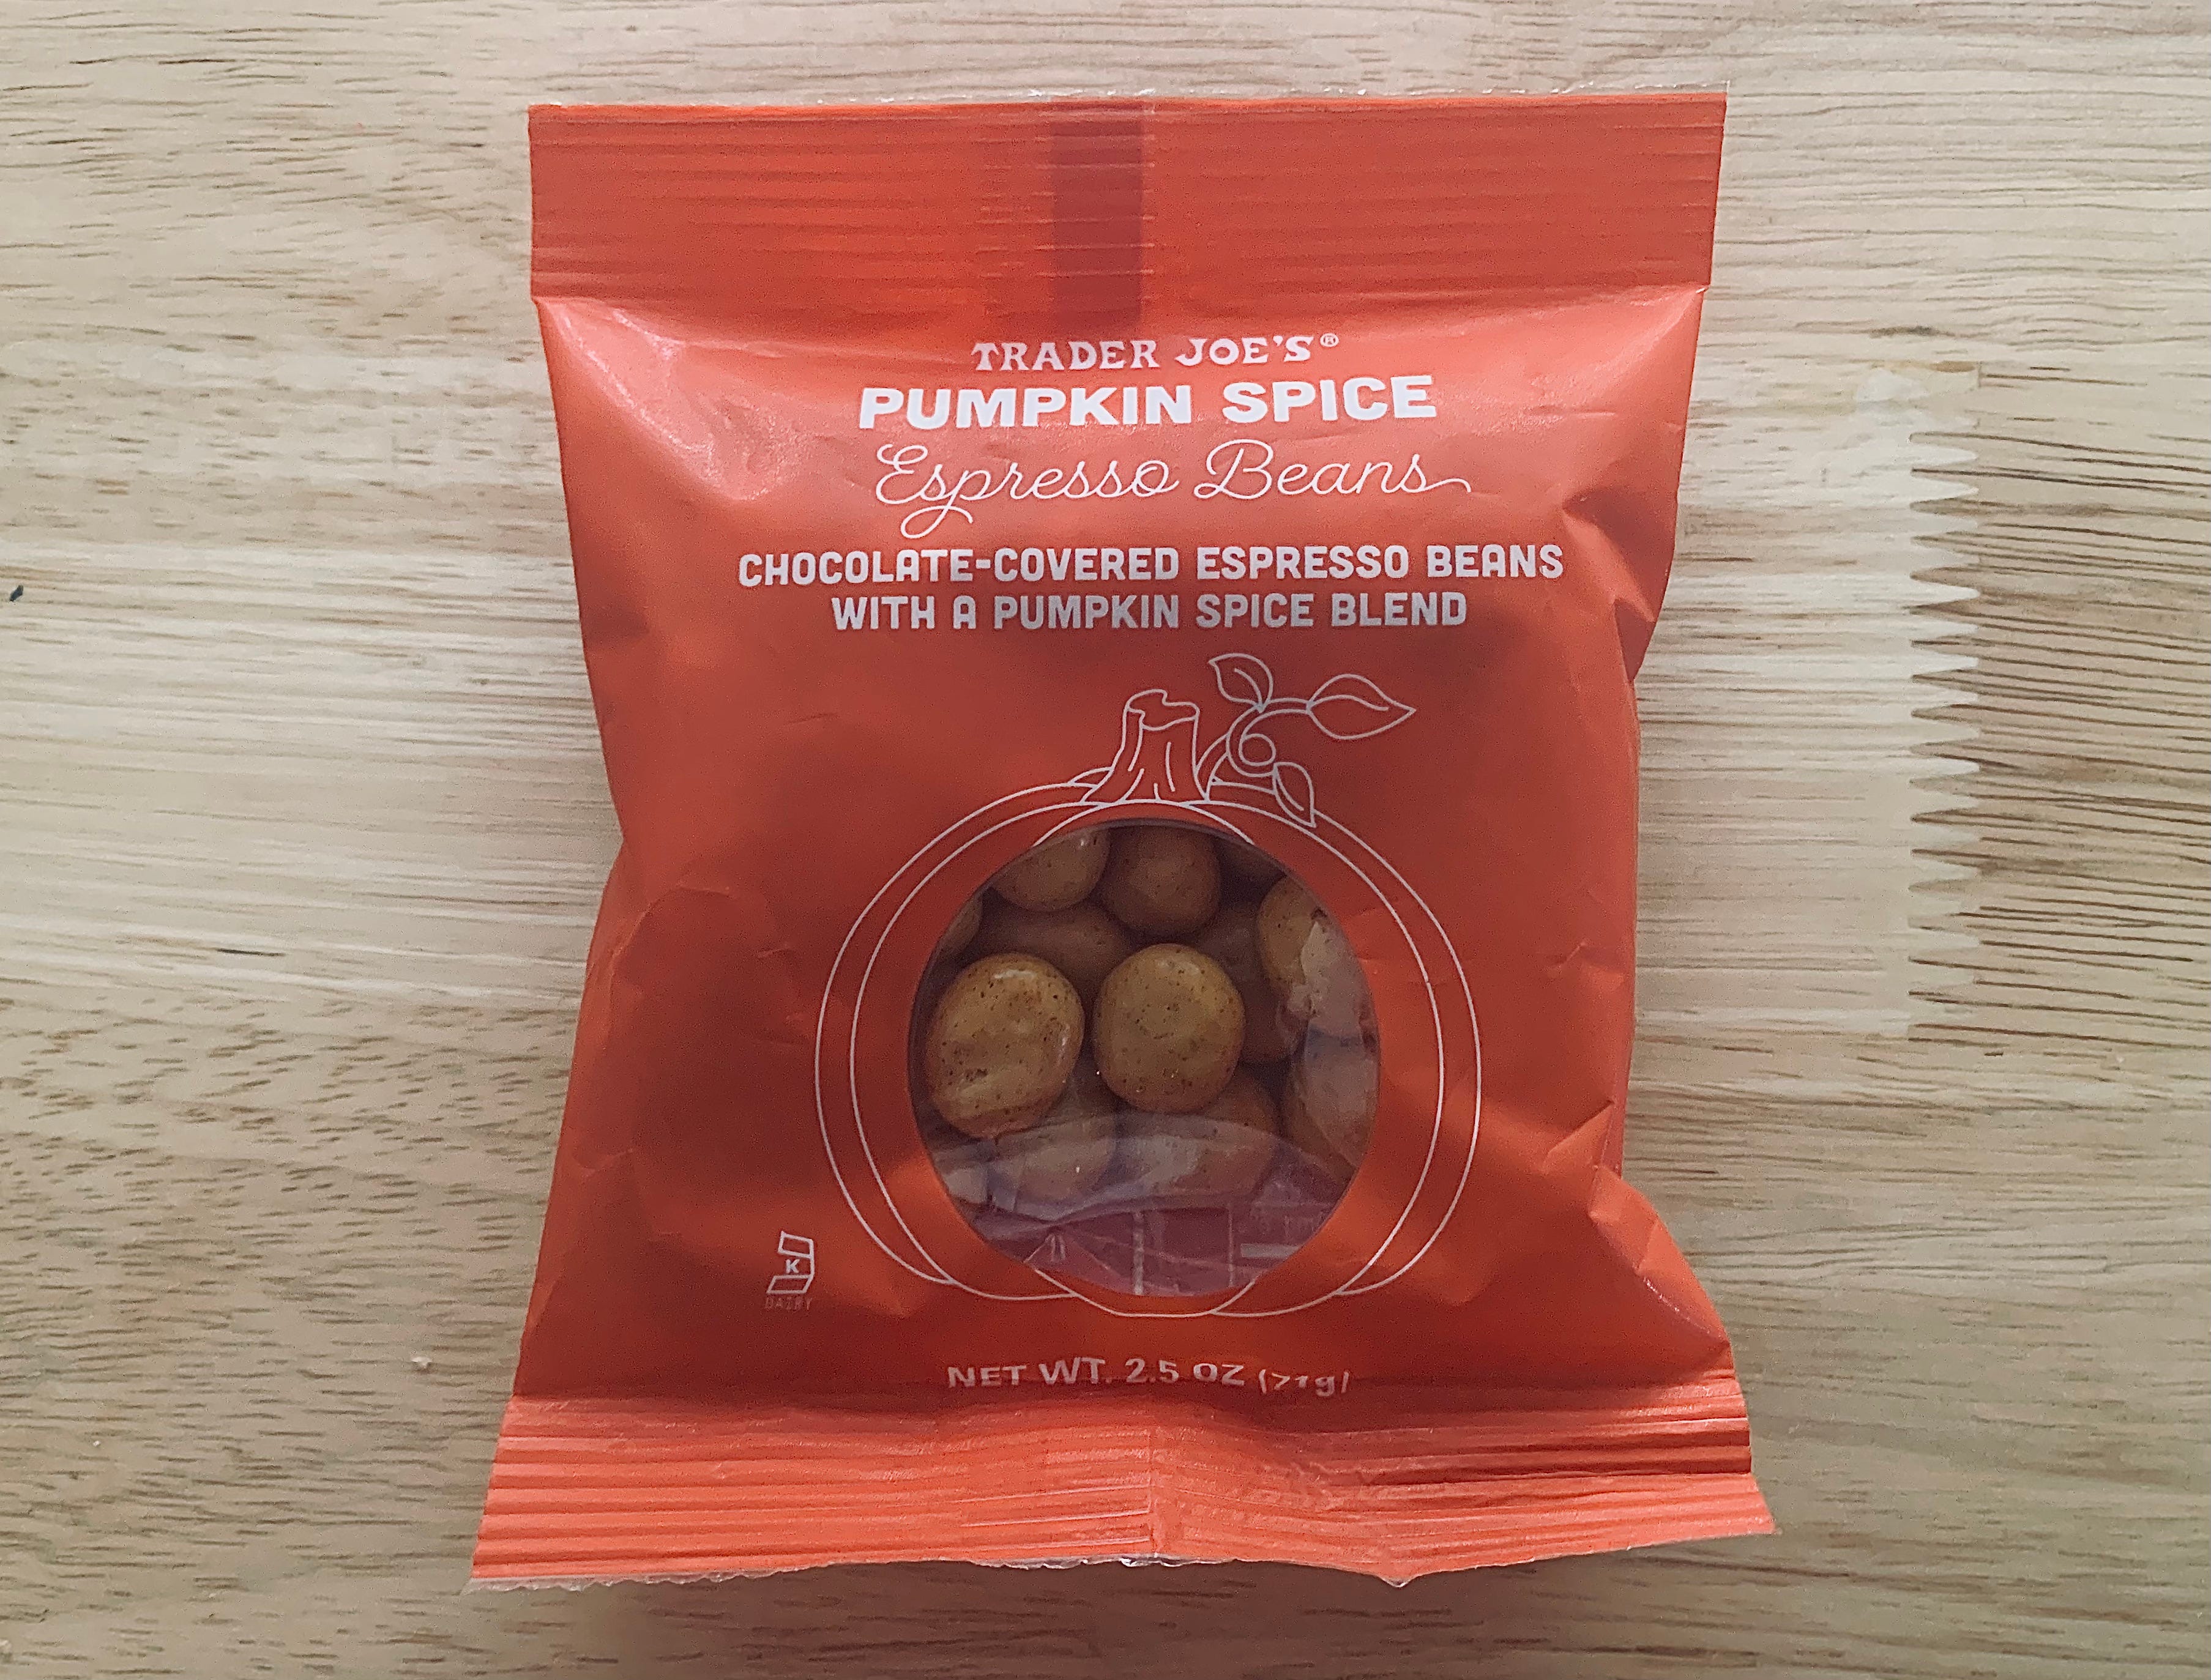 TRADER JOE'S®
PUMPKIN SPICE
Espresso Beans
CHOCOLATE-COVERED ESPRESSO BEANS
WITH A PUMPKIN SPICE BLEND
K
DAIRY
NET WT. 2.5 OZ (71g)